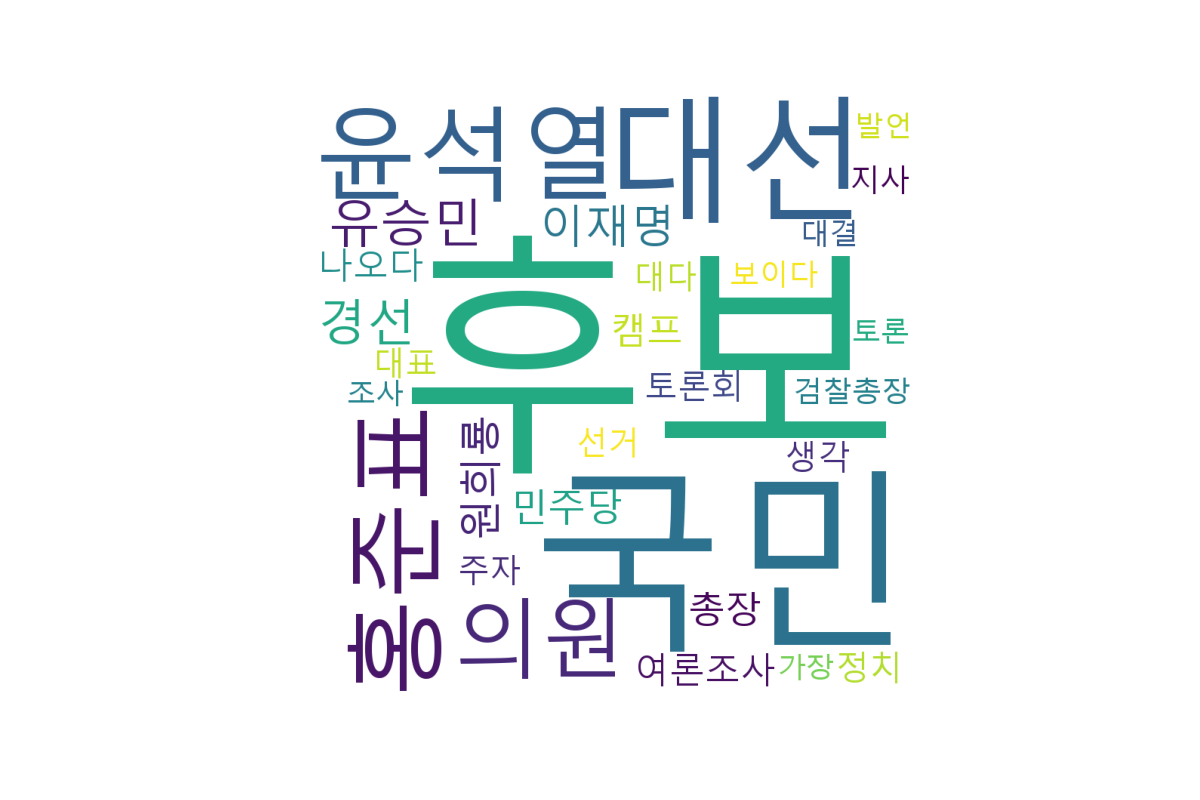 윤석열
대선
발언
지사
유승민
이재명
대결
나오다
후보
대다
보이다
경선
캠프
토론
대표
조사
토론회
검찰총장
홍준표
원희룡
선거
생각
국민
민주당
주자
의원
총장
여론조사
가장
정치